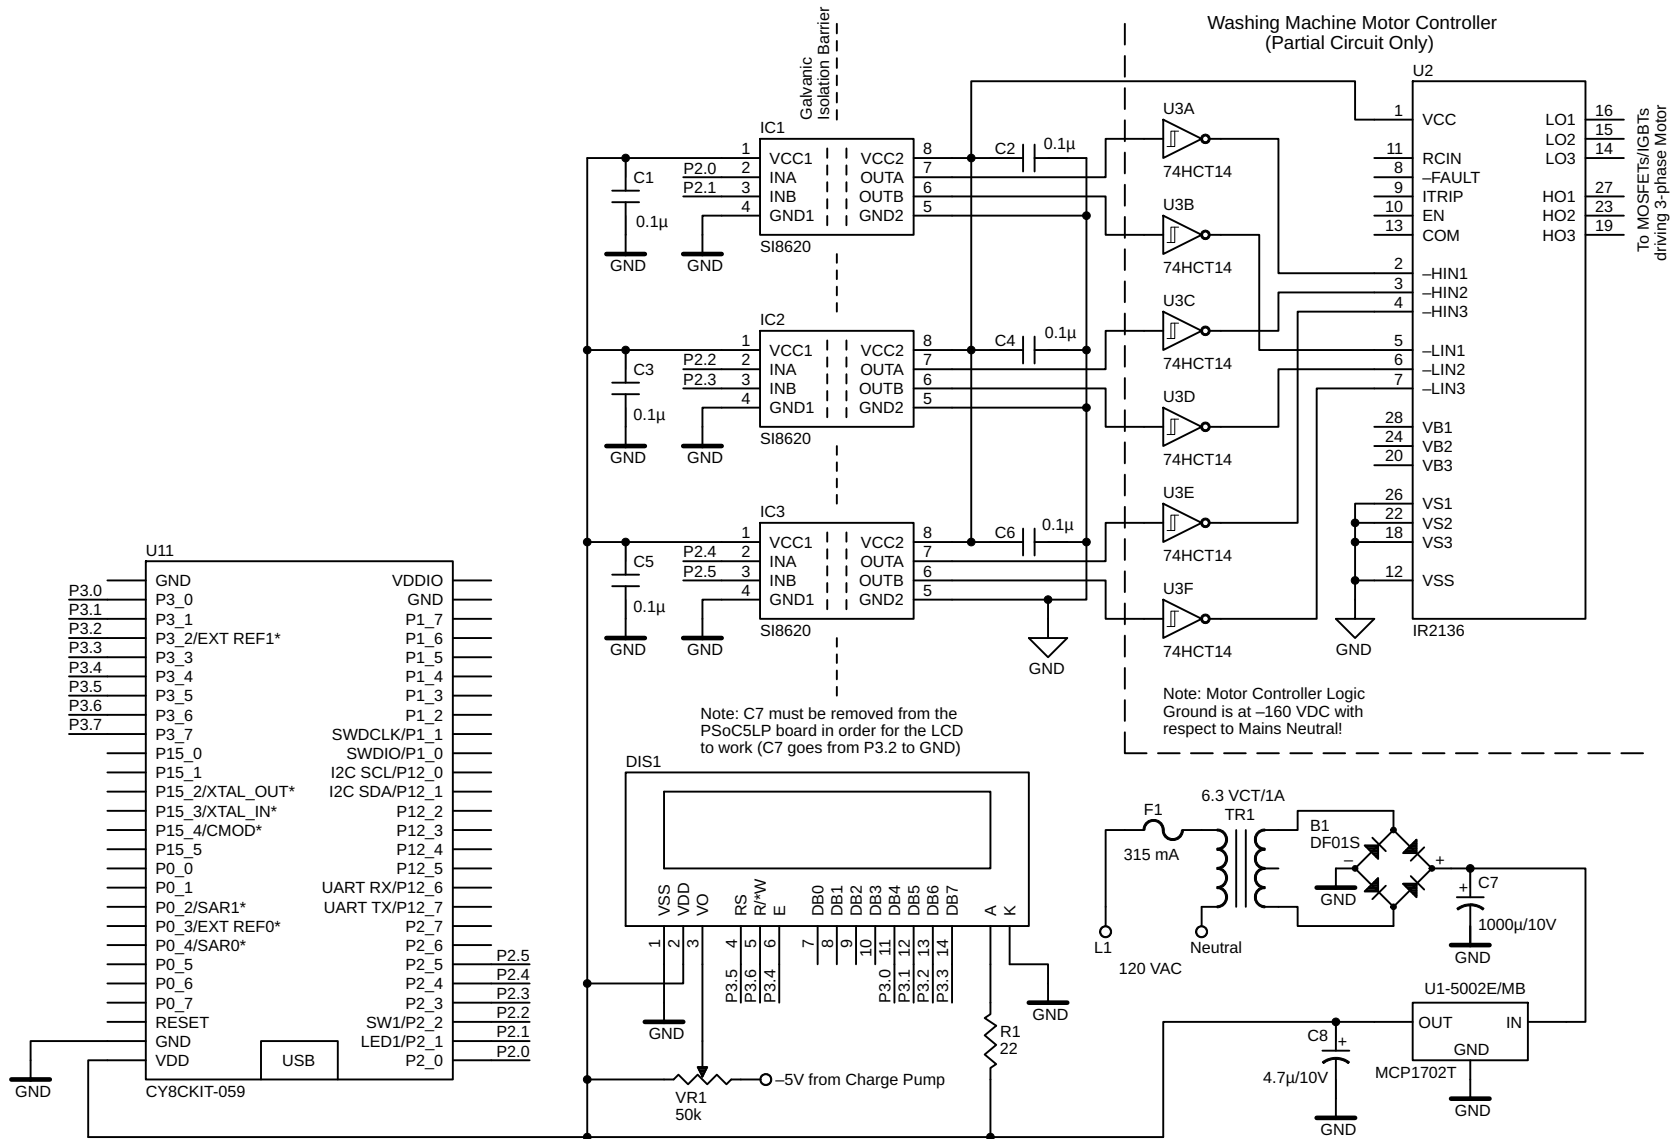 Galvanic
Isolation Barrier
Washing Machine Motor Controller
(Partial Circuit Only)
IC1
1 VCC1 VCC2 8
P2.0 2 INA OUTA 7
P2.1 3 INB OUTB 6
4 GND1 GND2 5
SI8620
C1
0.1µ
GND
GND
C2 0.1µ
IC2
1 VCC1 VCC2 8
P2.2 2 INA OUTA 7
P2.3 3 INB OUTB 6
4 GND1 GND2 5
SI8620
C3
0.1µ
GND
GND
C4 0.1µ
IC3
1 VCC1 VCC2 8
P2.4 2 INA OUTA 7
P2.5 3 INB OUTB 6
4 GND1 GND2 5
SI8620
C5
0.1µ
GND
GND
C6 0.1µ
GND
U3A
74HCT14
U3B
74HCT14
U3C
74HCT14
U3D
74HCT14
U3E
74HCT14
U3F
74HCT14
U2
1 VCC
11 RCIN
8 –FAULT
9 ITRIP
10 EN
13 COM
2 –HIN1
3 –HIN2
4 –HIN3
5 –LIN1
6 –LIN2
7 –LIN3
28 VB1
24 VB2
20 VB3
26 VS1
22 VS2
18 VS3
12 VSS
LO1 16
LO2 15
LO3 14
HO1 27
HO2 23
HO3 19
IR2136
GND
To MOSFETs/IGBTs
driving 3-phase Motor
Note: Motor Controller Logic
Ground is at –160 VDC with
respect to Mains Neutral!
Note: C7 must be removed from the
PSoC5LP board in order for the LCD
to work (C7 goes from P3.2 to GND)
U11
GND
P3.0 P3_0
P3.1 P3_1
P3.2 P3_2/EXT REF1*
P3.3 P3_3
P3.4 P3_4
P3.5 P3_5
P3.6 P3_6
P3.7 P3_7
P15_0
P15_1
P15_2/XTAL_OUT*
P15_3/XTAL_IN*
P15_4/CMOD*
P15_5
P0_0
P0_1
P0_2/SAR1*
P0_3/EXT REF0*
P0_4/SAR0*
P0_5
P0_6
P0_7
RESET
GND
VDD
VDDIO
GND
P1_7
P1_6
P1_5
P1_4
P1_3
P1_2
SWDCLK/P1_1
SWDIO/P1_0
I2C SCL/P12_0
I2C SDA/P12_1
P12_2
P12_3
P12_4
P12_5
UART RX/P12_6
UART TX/P12_7
P2_7
P2_6
P2_5 P2.5
P2_4 P2.4
P2_3 P2.3
SW1/P2_2 P2.2
LED1/P2_1 P2.1
P2_0 P2.0
USB
CY8CKIT-059
GND
DIS1
VSS
VDD
VO
RS
R/*W
E
DB0
DB1
DB2
DB3
DB4
DB5
DB6
DB7
A
K
1
2
3
4
5
6
7
8
9
10
11
12
13
14
P3.5
P3.6
P3.4
P3.0
P3.1
P3.2
P3.3
GND
GND
R1
22
VR1
50k
–5V from Charge Pump
F1
315 mA
6.3 VCT/1A
TR1
L1
Neutral
120 VAC
B1
DF01S
–
+
GND
C7
+
1000µ/10V
GND
U1-5002E/MB
OUT IN
GND
MCP1702T
GND
C8
+
4.7µ/10V
GND